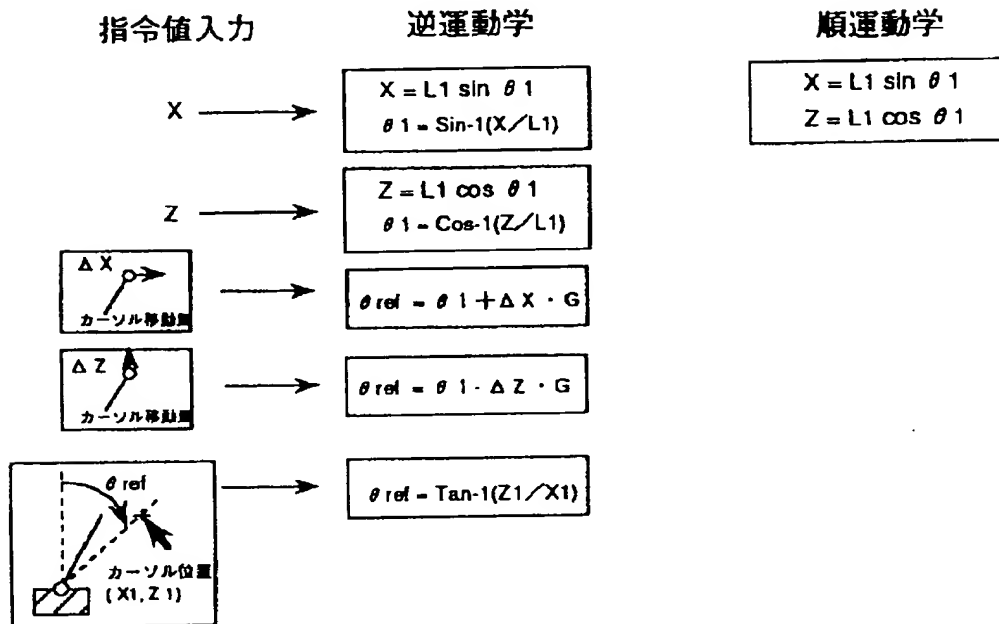 指令値入力
逆運動学
順運動学
X
X = L1 sin θ1
θ1 = Sin-1(X/L1)
X = L1 sin θ1
Z = L1 cos θ1
Z
Z = L1 cos θ1
θ1 = Cos-1(Z/L1)
ΔX
カーソル移動量
θref = θ1 + ΔX・G
ΔZ
カーソル移動量
θref = θ1 - ΔZ・G
θref
カーソル位置
(X1, Z1)
θref = Tan-1(Z1/X1)